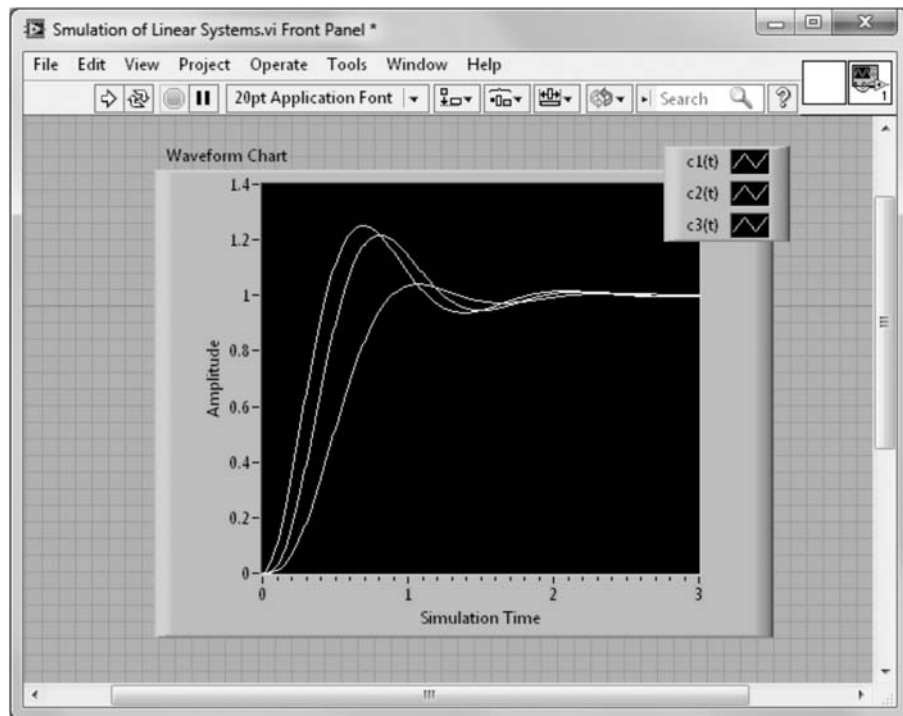 Smulation of Linear Systems.vi Front Panel *
File Edit View Project Operate Tools Window Help
20pt Application Font
Search
?
1
Waveform Chart
c1(t)
c2(t)
c3(t)
1.4
1.2
1
0.8
0.6
0.4
0.2
0
Amplitude
0 1 2 3
Simulation Time